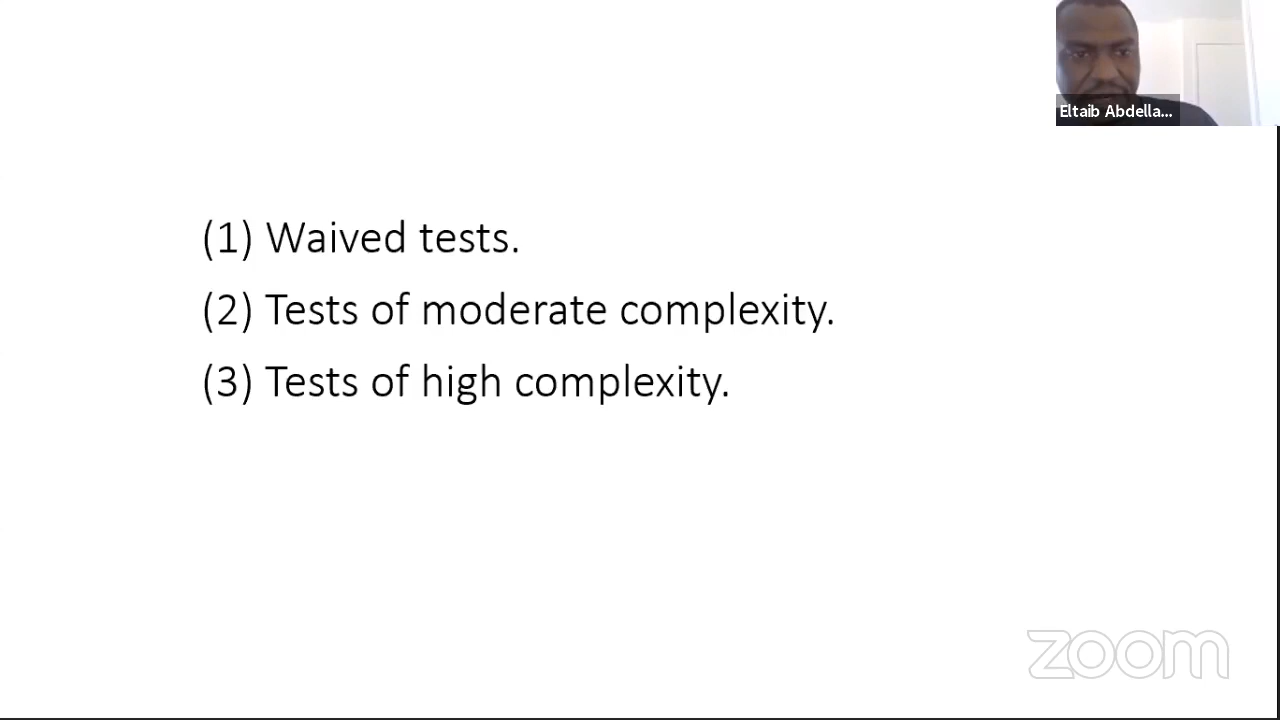 Eltaib Abdella...
(1) Waived tests.
(2) Tests of moderate complexity.
(3) Tests of high complexity.
zoom